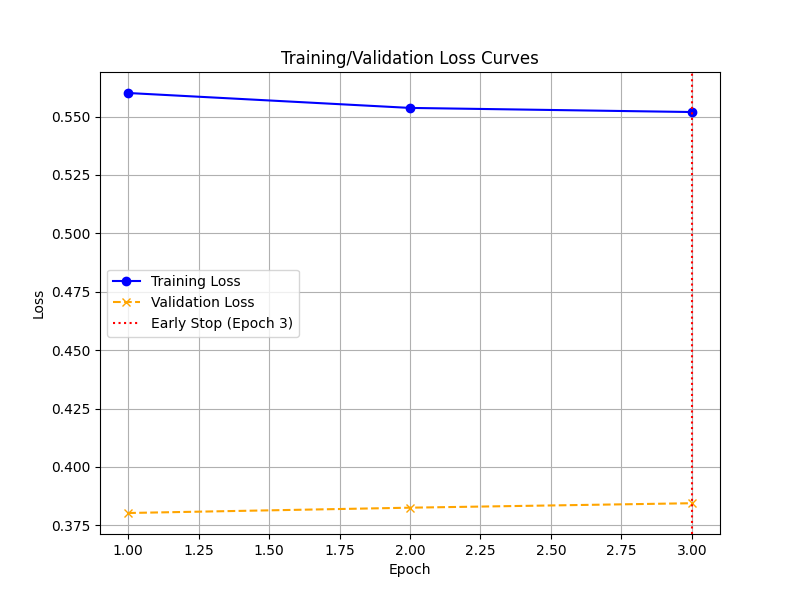 Training/Validation Loss Curves
Loss
0.550
0.525
0.500
0.475
0.450
0.425
0.400
0.375
Training Loss
Validation Loss
Early Stop (Epoch 3)
1.00 1.25 1.50 1.75 2.00 2.25 2.50 2.75 3.00
Epoch